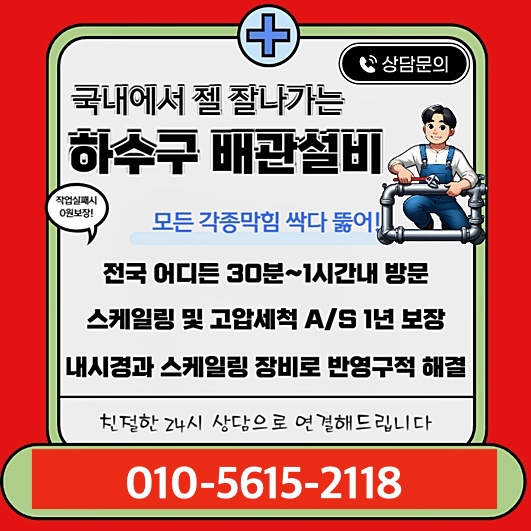 상담문의
국내에서 젤 잘나가는
하수구 배관설비
작업실패시
0원보장!
모든 각종막힘 싹다 뚫어!
전국 어디든 30분~1시간내 방문
스케일링 및 고압세척 A/S 1년 보장
내시경과 스케일링 장비로 반영구적 해결
친절한 24시 상담으로 연결해드립니다
010-5615-2118